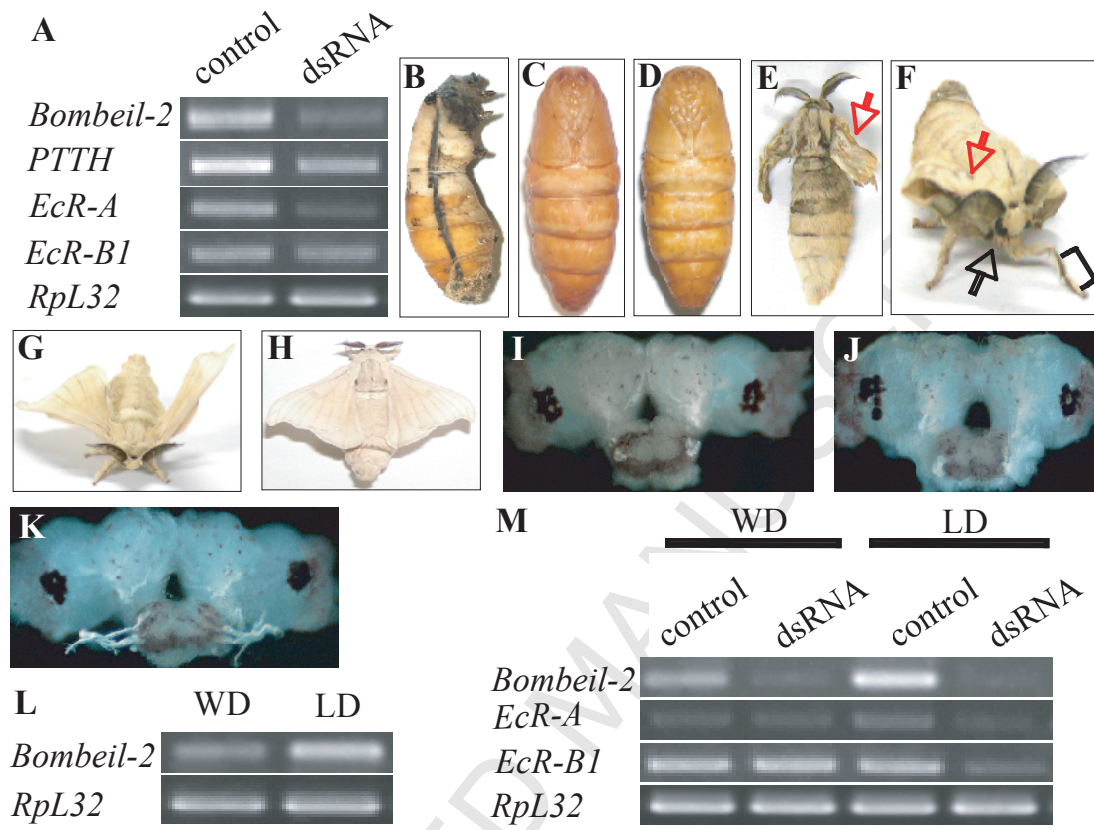 A
control dsRNA
Bombeil-2
PTTH
EcR-A
EcR-B1
RpL32
B
C
D
E
F
G
H
I
J
K
L
WD LD
Bombeil-2
RpL32
M
WD LD
control dsRNA control dsRNA
Bombeil-2
EcR-A
EcR-B1
RpL32